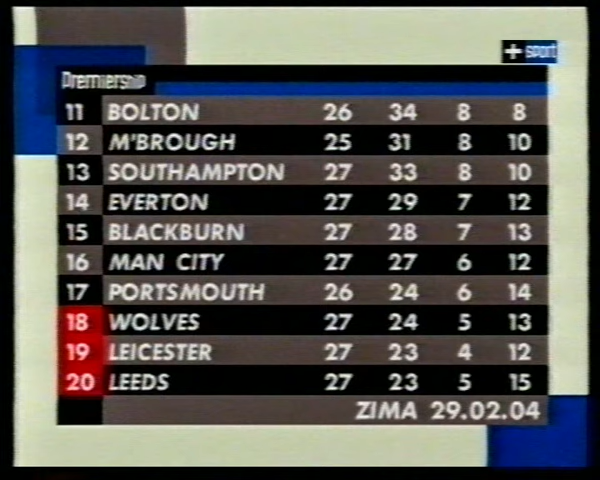 + sport
Premiership
11 BOLTON 26 34 8 8
12 M'BROUGH 25 31 8 10
13 SOUTHAMPTON 27 33 8 10
14 EVERTON 27 29 7 12
15 BLACKBURN 27 28 7 13
16 MAN CITY 27 27 6 12
17 PORTSMOUTH 26 24 6 14
18 WOLVES 27 24 5 13
19 LEICESTER 27 23 4 12
20 LEEDS 27 23 5 15
ZIMA 29.02.04